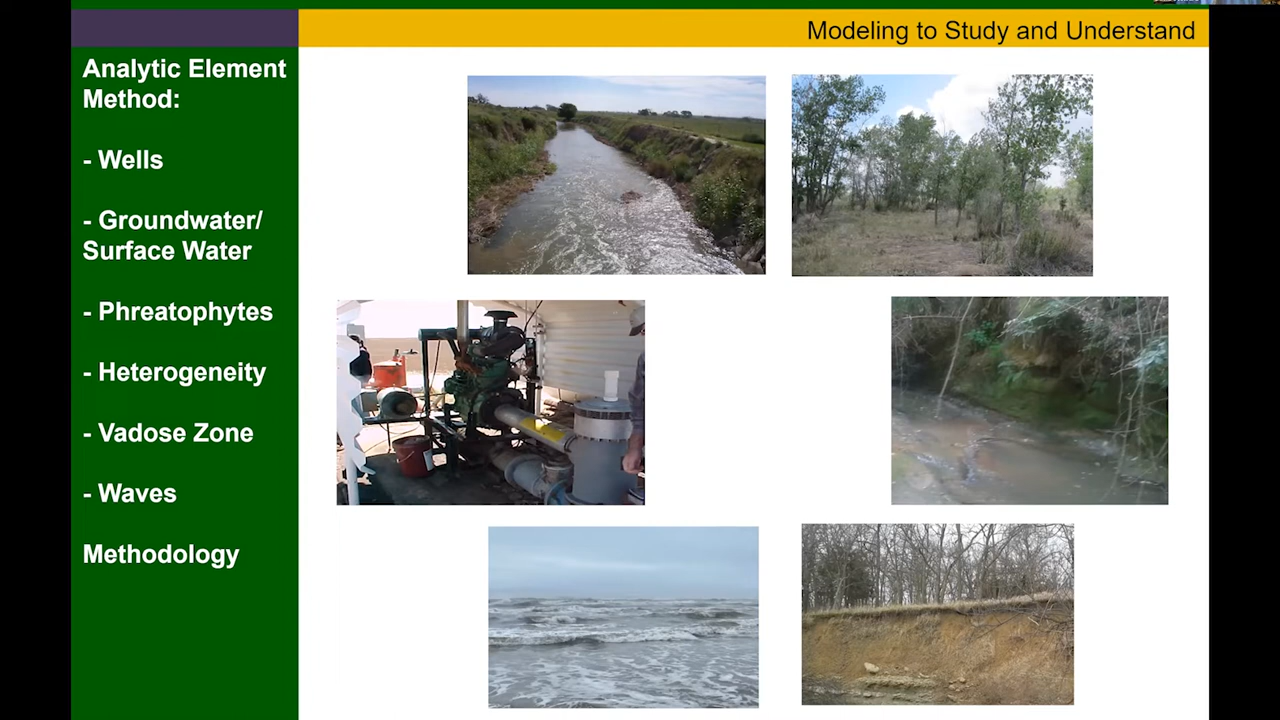 Modeling to Study and Understand
Analytic Element
Method:
- Wells
- Groundwater/
Surface Water
- Phreatophytes
- Heterogeneity
- Vadose Zone
- Waves
Methodology